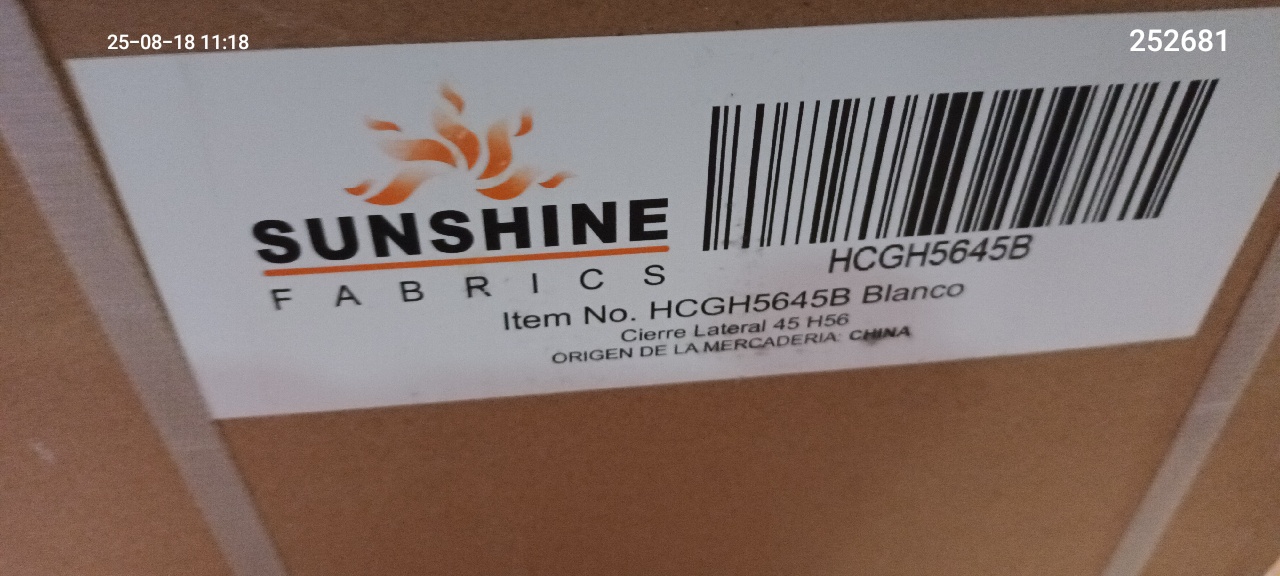 25-08-18 11:18
252681
SUNSHINE
FABRICS
HCGH5645B
Item No. HCGH5645B Blanco
Cierre Lateral 45 H56
ORIGEN DE LA MERCADERIA: CHINA